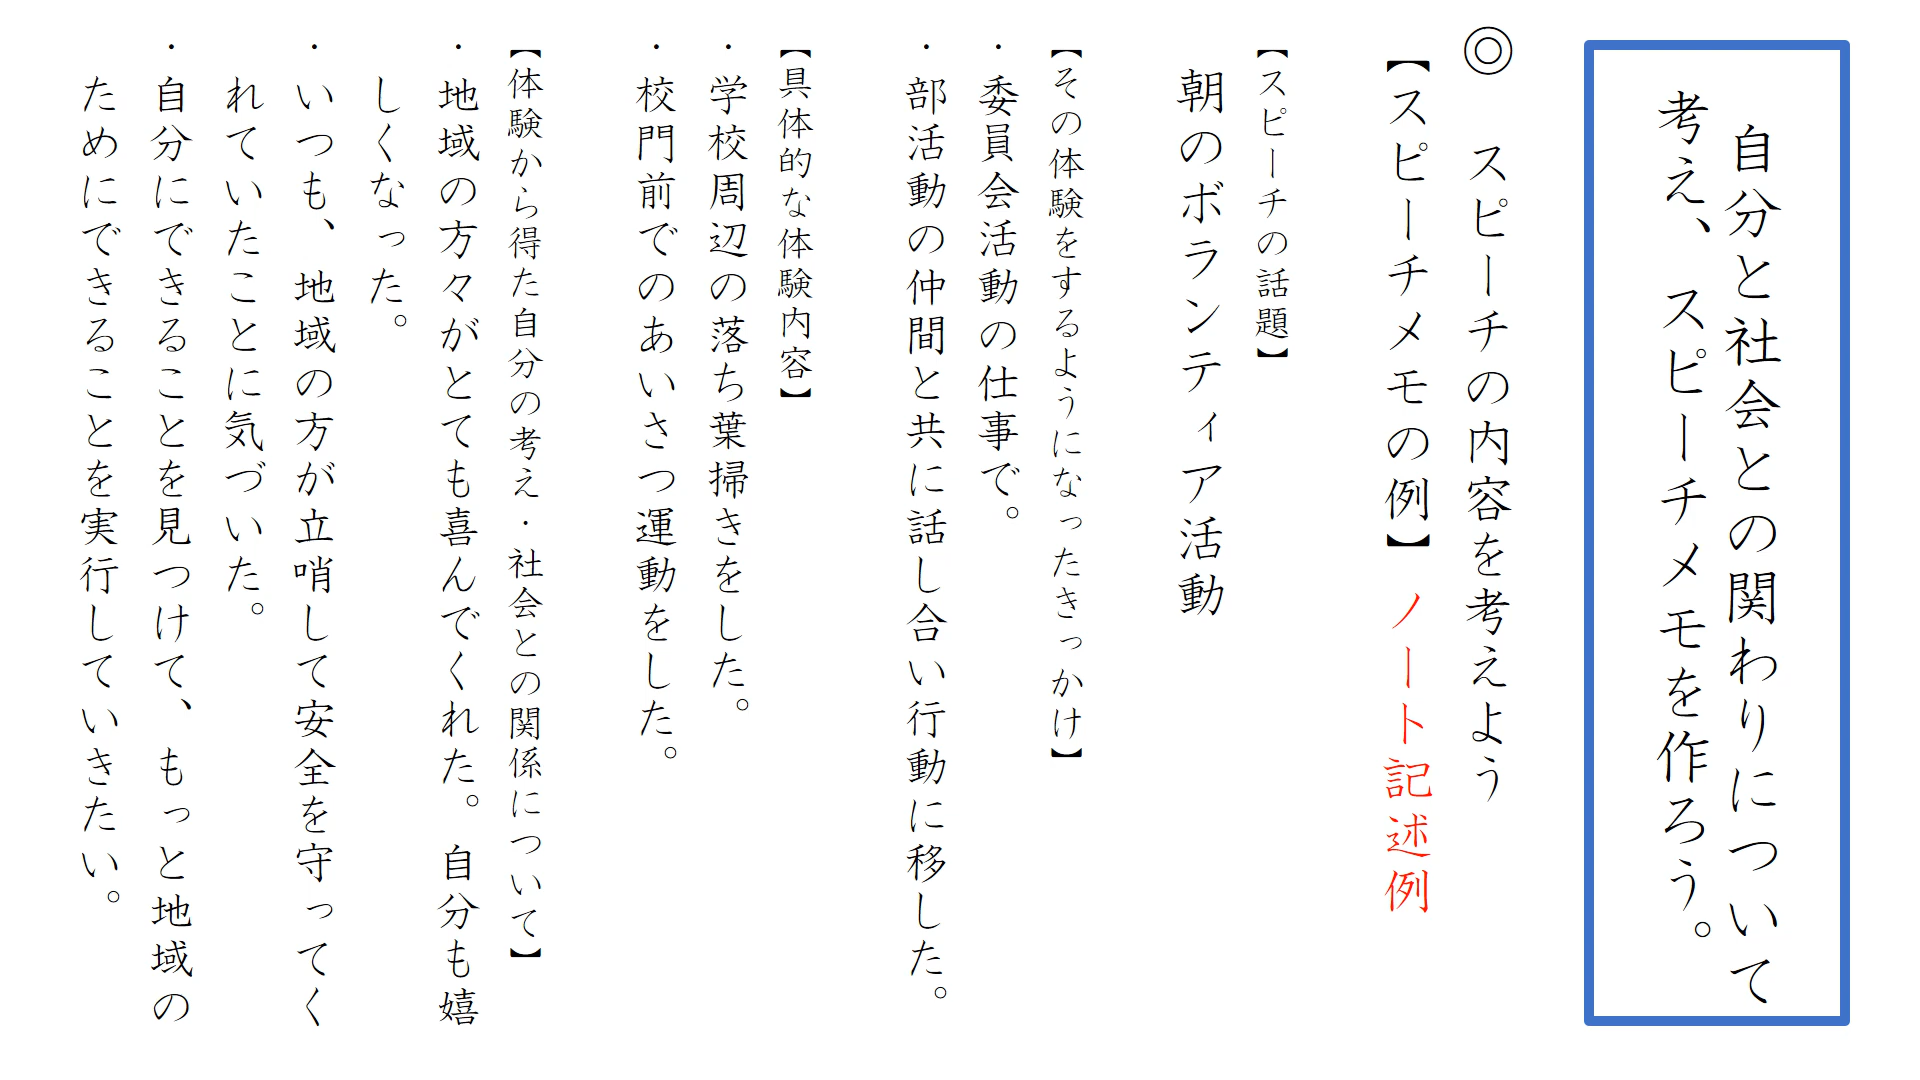 自分と社会との関わりについて
考え、スピーチメモを作ろう。
◎　スピーチの内容を考えよう
【スピーチメモの例】ノート記述例
【スピーチの話題】
朝のボランティア活動
【その体験をするようになったきっかけ】
・委員会活動の仕事で。
・部活動の仲間と共に話し合い行動に移した。
【具体的な体験内容】
・学校周辺の落ち葉掃きをした。
・校門前でのあいさつ運動をした。
【体験から得た自分の考え・社会との関係について】
・地域の方々がとても喜んでくれた。自分も嬉
しくなった。
・いつも、地域の方が立哨して安全を守ってく
れていたことに気づいた。
・自分にできることを見つけて、もっと地域の
ためにできることを実行していきたい。